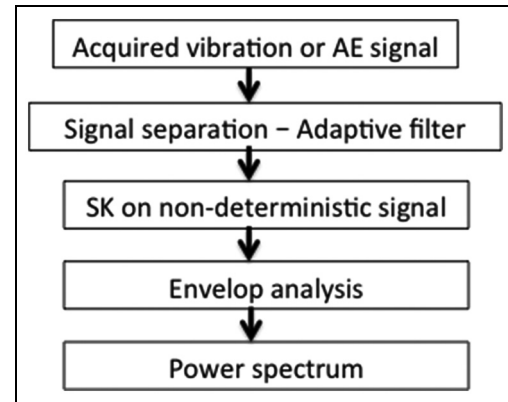 Acquired vibration or AE signal
Signal separation – Adaptive filter
SK on non-deterministic signal
Envelop analysis
Power spectrum